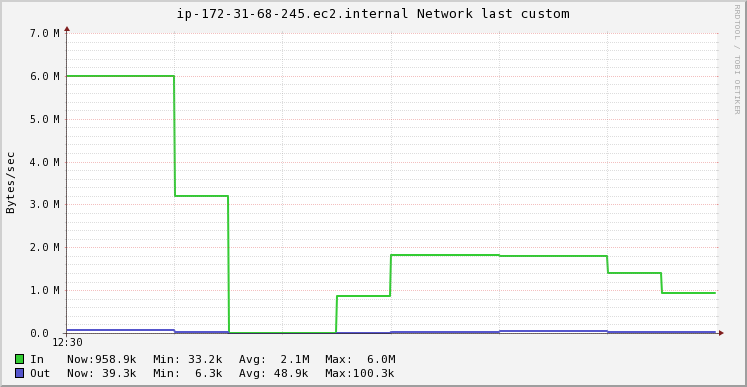 ip-172-31-68-245.ec2.internal Network last custom
RRDTOOL / TOBI OETIKER
Bytes/sec
7.0 M
6.0 M
5.0 M
4.0 M
3.0 M
2.0 M
1.0 M
0.0
12:30
In Now:958.9k Min: 33.2k Avg: 2.1M Max: 6.0M
Out Now: 39.3k Min: 6.3k Avg: 48.9k Max:100.3k